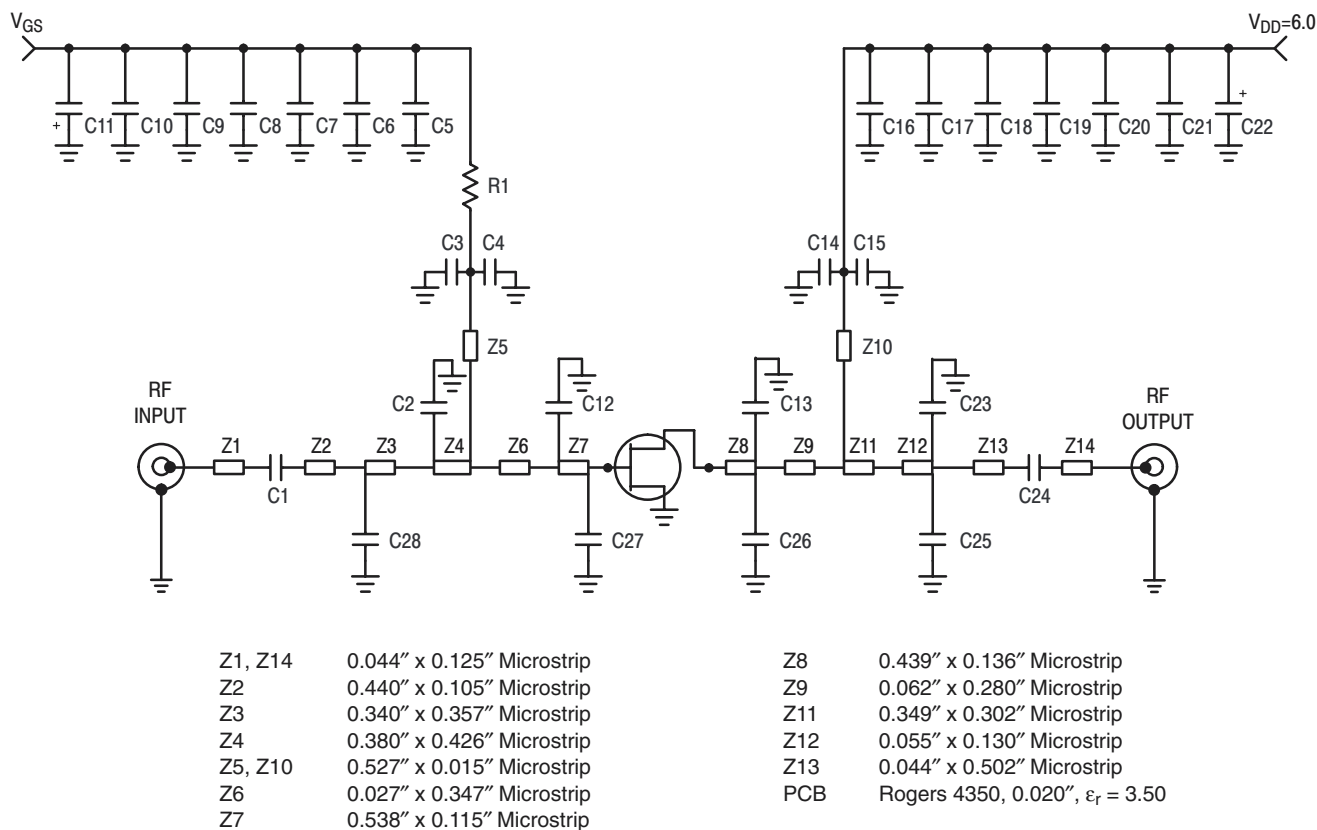 VGS
VDD=6.0
+
C11
C10
C9
C8
C7
C6
C5
C16
C17
C18
C19
C20
C21
+
C22
R1
C3
C4
C14
C15
Z5
Z10
RF
INPUT
C2
C12
C13
C23
RF
OUTPUT
Z1
Z2
Z3
Z4
Z6
Z7
Z8
Z9
Z11
Z12
Z13
Z14
C1
C24
C28
C27
C26
C25
Z1, Z14 0.044″ x 0.125″ Microstrip
Z2 0.440″ x 0.105″ Microstrip
Z3 0.340″ x 0.357″ Microstrip
Z4 0.380″ x 0.426″ Microstrip
Z5, Z10 0.527″ x 0.015″ Microstrip
Z6 0.027″ x 0.347″ Microstrip
Z7 0.538″ x 0.115″ Microstrip
Z8 0.439″ x 0.136″ Microstrip
Z9 0.062″ x 0.280″ Microstrip
Z11 0.349″ x 0.302″ Microstrip
Z12 0.055″ x 0.130″ Microstrip
Z13 0.044″ x 0.502″ Microstrip
PCB Rogers 4350, 0.020″, εr = 3.50